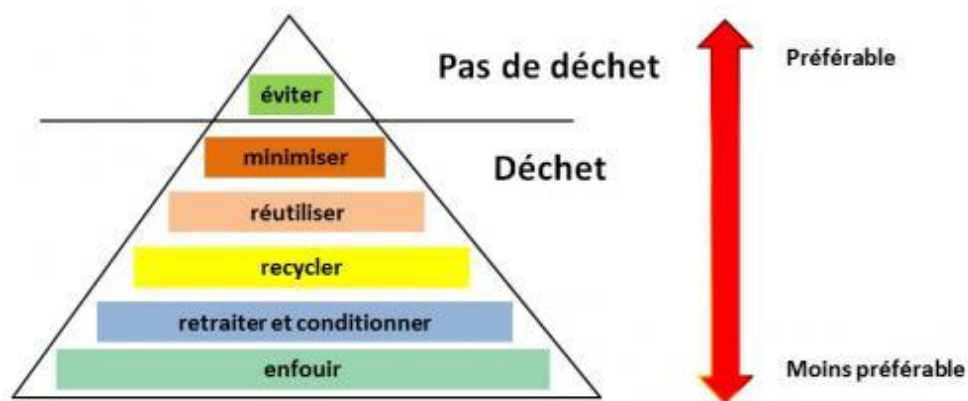 Pas de déchet
Préférable
éviter
minimiser
Déchet
réutiliser
recycler
retraiter et conditionner
enfouir
Moins préférable